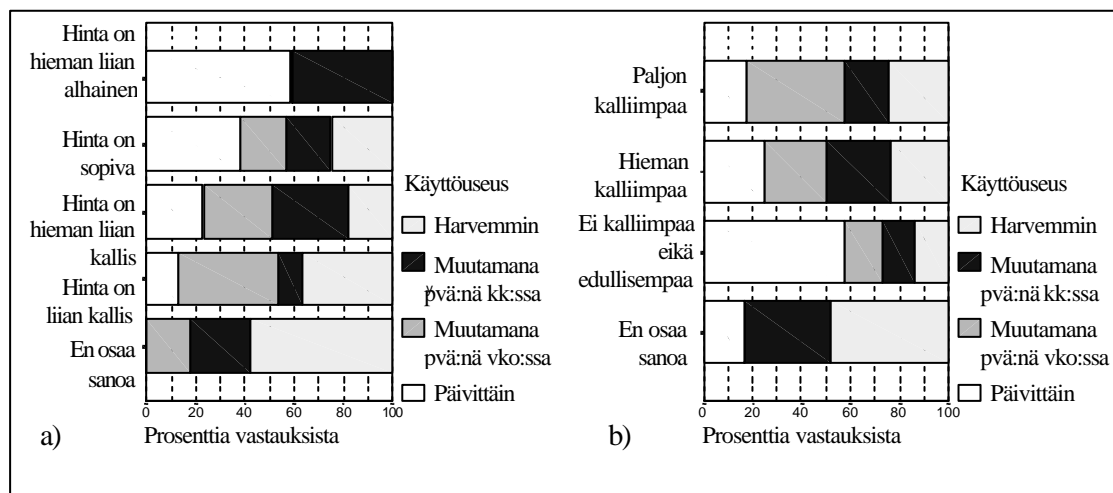 Hinta on
hieman liian
alhainen
Hinta on
sopiva
Hinta on
hieman liian
kallis
Hinta on
liian kallis
En osaa
sanoa
0 20 40 60 80 100
Prosenttia vastauksista
a)
Käyttöuseus
Harvemmin
Muutamana
pvä:nä kk:ssa
Muutamana
pvä:nä vko:ssa
Päivittäin
Paljon
kalliimpaa
Hieman
kalliimpaa
Ei kalliimpaa
eikä
edullisempaa
En osaa
sanoa
0 20 40 60 80 100
Prosenttia vastauksista
b)
Käyttöuseus
Harvemmin
Muutamana
pvä:nä kk:ssa
Muutamana
pvä:nä vko:ssa
Päivittäin